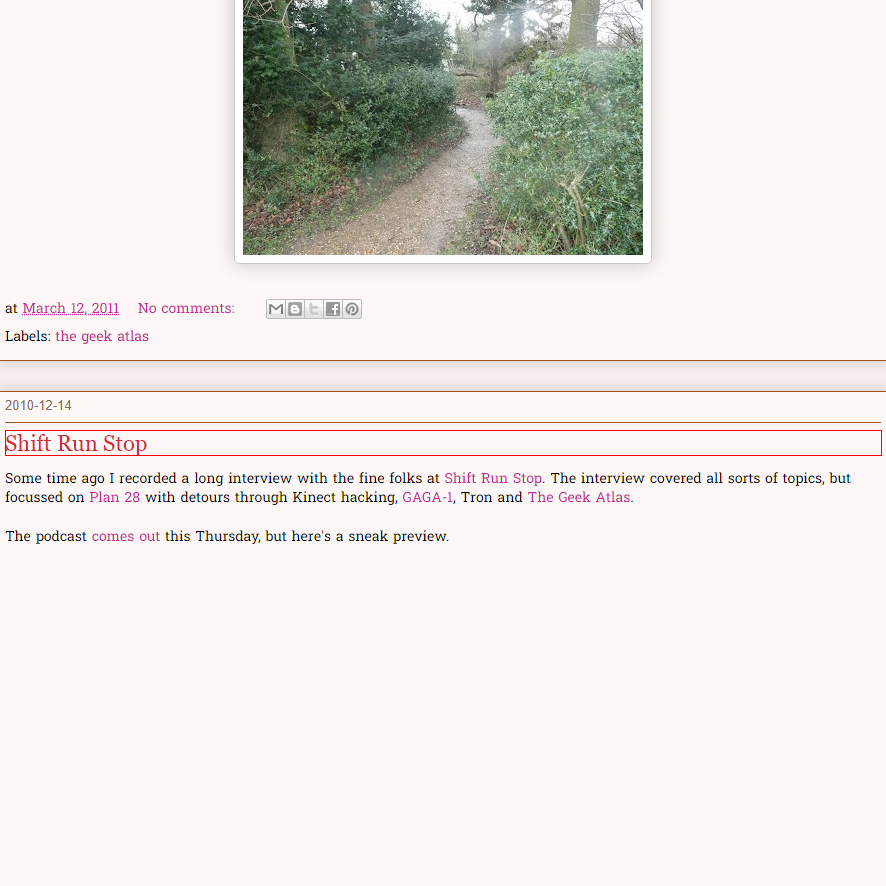 at March 12, 2011 No comments:
Labels: the geek atlas
2010-12-14
Shift Run Stop
Some time ago I recorded a long interview with the fine folks at Shift Run Stop. The interview covered all sorts of topics, but
focussed on Plan 28 with detours through Kinect hacking, GAGA-1, Tron and The Geek Atlas.
The podcast comes out this Thursday, but here's a sneak preview.